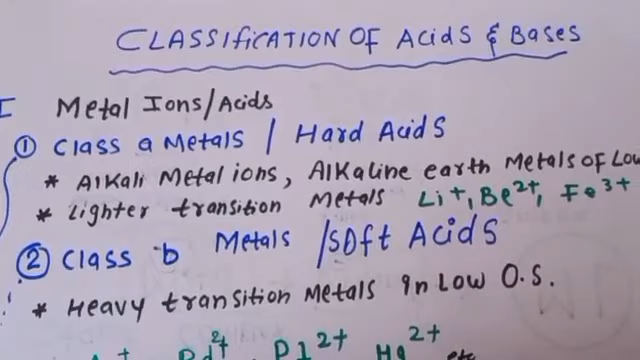 CLASSIFICATION OF ACIDS & BASES
I Metal Ions/Acids
① Class a Metals / Hard Acids
* Alkali Metal ions, Alkaline earth Metals of Low
* Lighter transition Metals Li+, Be2+, Fe3+
② Class b Metals /Soft Acids
* Heavy transition Metals in Low O.S.
Pd2+ Hg2+ etc